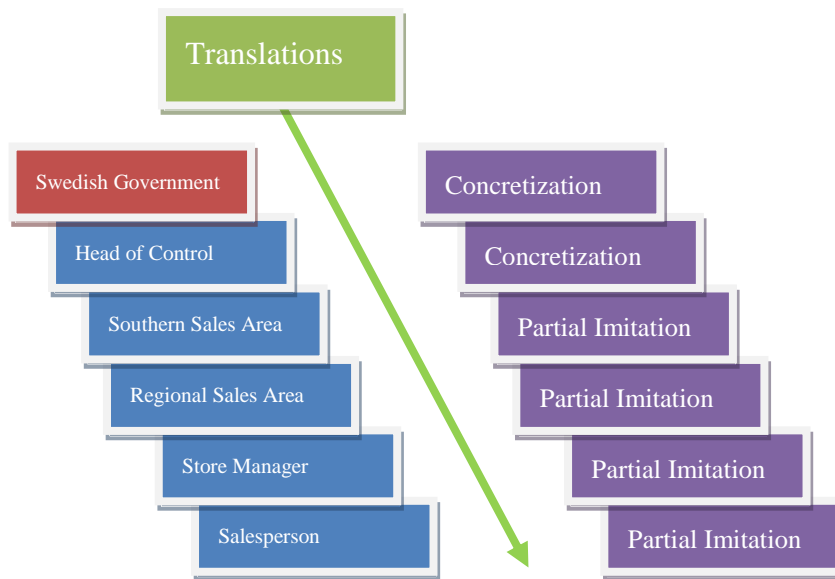 Translations
Swedish Government
Concretization
Head of Control
Concretization
Southern Sales Area
Partial Imitation
Regional Sales Area
Partial Imitation
Store Manager
Partial Imitation
Salesperson
Partial Imitation